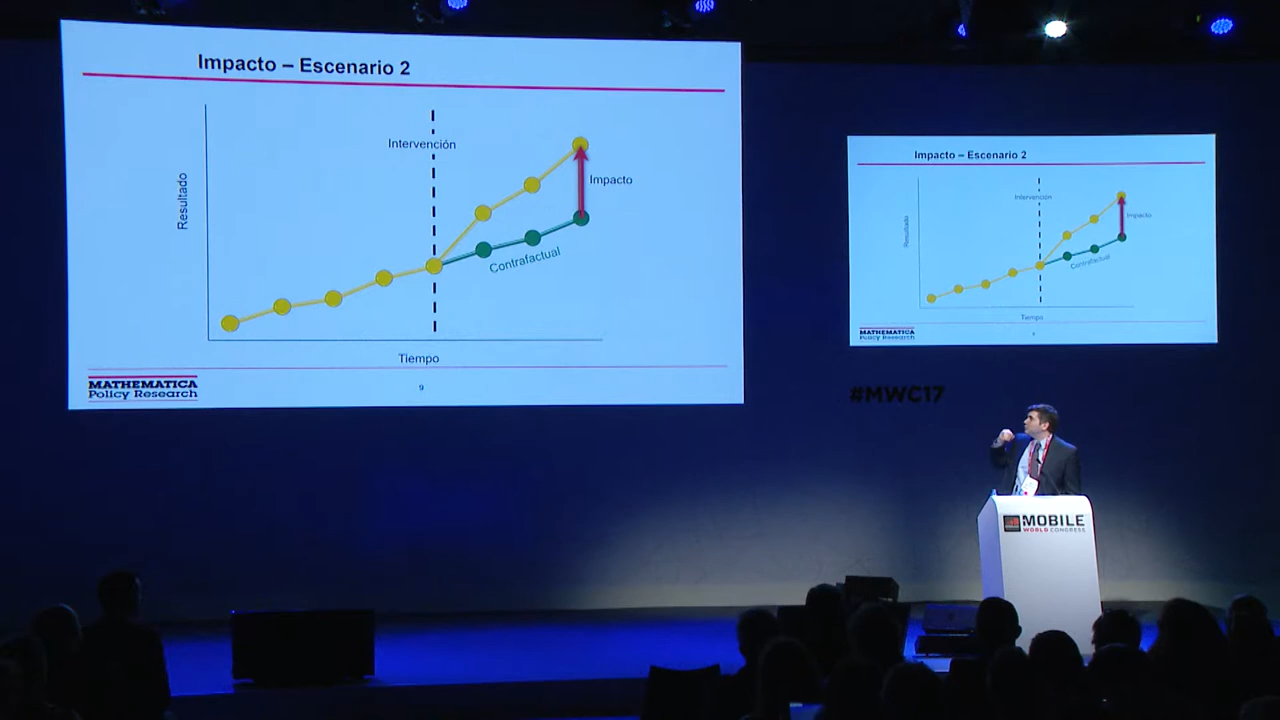 Impacto – Escenario 2
Intervención
Resultado
Impacto
Contrafactual
Tiempo
MATHEMATICA
Policy Research
9
Impacto – Escenario 2
Intervención
Resultado
Impacto
Contrafactual
Tiempo
MATHEMATICA
Policy Research
9
#MWC17
MOBILE
WORLD CONGRESS